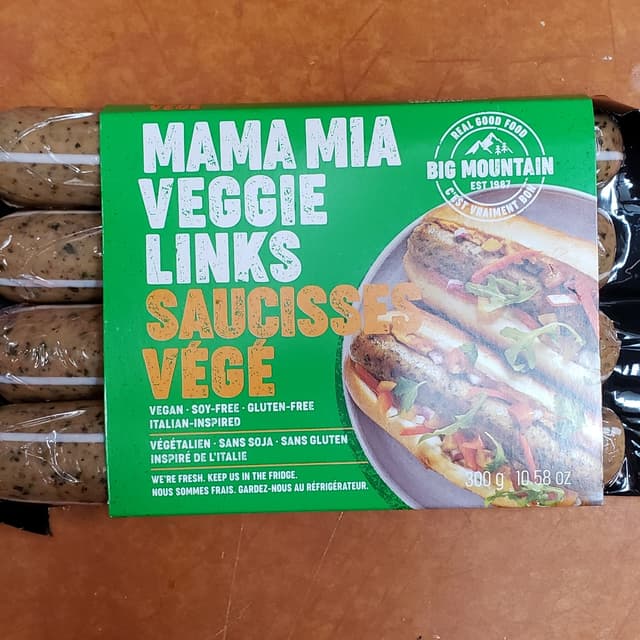 MAMA MIA
VEGGIE
LINKS
SAUCISSES
VÉGÉ
VEGAN · SOY-FREE · GLUTEN-FREE
ITALIAN-INSPIRED
VÉGÉTALIEN · SANS SOJA · SANS GLUTEN
INSPIRÉ DE L'ITALIE
WE'RE FRESH. KEEP US IN THE FRIDGE.
NOUS SOMMES FRAIS. GARDEZ-NOUS AU RÉFRIGÉRATEUR.
REAL GOOD FOOD
BIG MOUNTAIN
EST 1987
C'EST VRAIMENT BON
300 g 10.58 oz